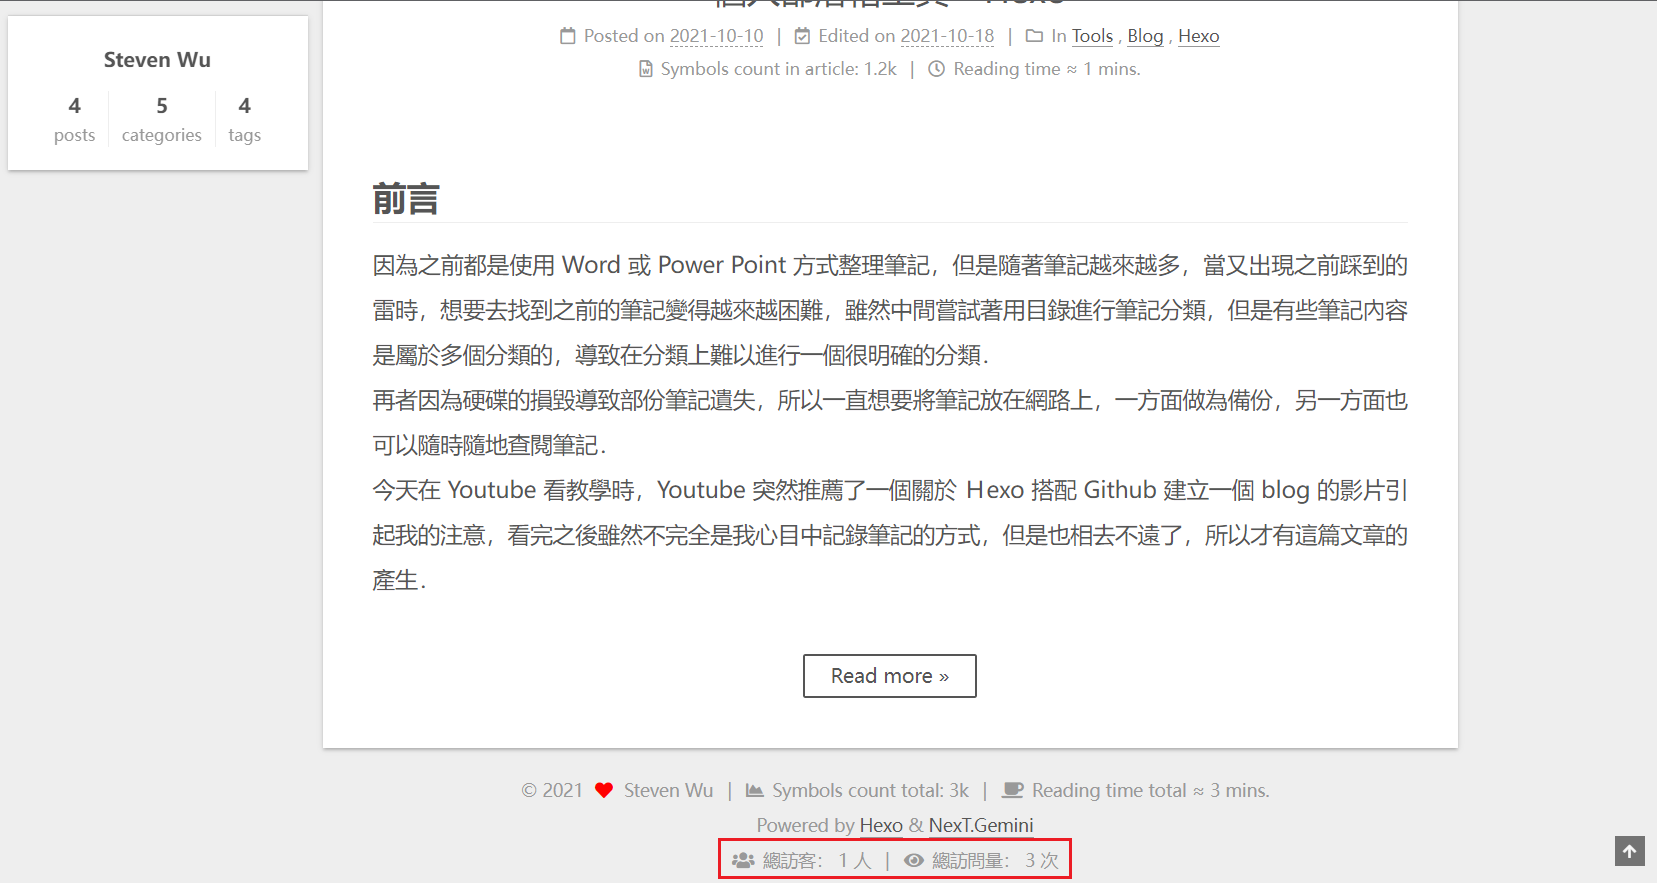 Steven Wu
4 5 4
posts categories tags
Posted on 2021-10-10 | Edited on 2021-10-18 | In Tools , Blog , Hexo
Symbols count in article: 1.2k | Reading time ≈ 1 mins.
前言
因為之前都是使用 Word 或 Power Point 方式整理筆記，但是隨著筆記越來越多，當又出現之前踩到的
雷時，想要去找到之前的筆記變得越來越困難，雖然中間嘗試著用目錄進行筆記分類，但是有些筆記內容
是屬於多個分類的，導致在分類上難以進行一個很明確的分類．
再者因為硬碟的損毀導致部份筆記遺失，所以一直想要將筆記放在網路上，一方面做為備份，另一方面也
可以隨時隨地查閱筆記．
今天在 Youtube 看教學時，Youtube 突然推薦了一個關於 Ｈexo 搭配 Github 建立一個 blog 的影片引
起我的注意，看完之後雖然不完全是我心目中記錄筆記的方式，但是也相去不遠了，所以才有這篇文章的
產生．
Read more »
© 2021 Steven Wu | Symbols count total: 3k | Reading time total ≈ 3 mins.
Powered by Hexo & NexT.Gemini
總訪客： 1 人 | 總訪問量： 3 次